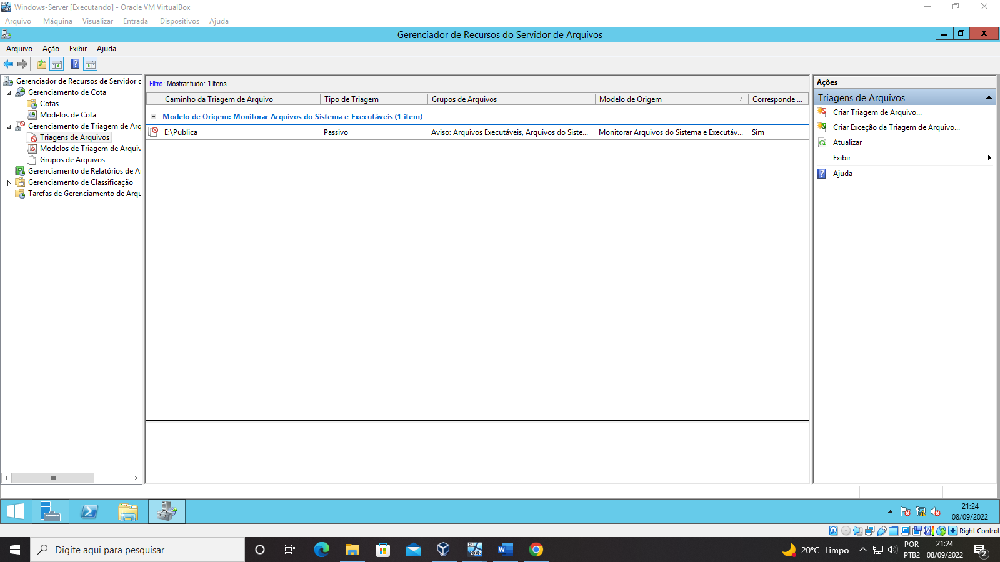 Windows-Server [Executando] - Oracle VM VirtualBox
Arquivo Máquina Visualizar Entrada Dispositivos Ajuda
Gerenciador de Recursos do Servidor de Arquivos
Arquivo Ação Exibir Ajuda
Gerenciador de Recursos de Servidor d
Gerenciamento de Cota
Cotas
Modelos de Cota
Gerenciamento de Triagem de Arq
Triagens de Arquivos
Modelos de Triagem de Arquiv
Grupos de Arquivos
Gerenciamento de Relatórios de Ar
Gerenciamento de Classificação
Tarefas de Gerenciamento de Arqu
Filtro: Mostrar tudo: 1 itens
Caminho da Triagem de Arquivo Tipo de Triagem Grupos de Arquivos Modelo de Origem Corresponde ...
Modelo de Origem: Monitorar Arquivos do Sistema e Executáveis (1 item)
E:\Publica Passivo Aviso: Arquivos Executáveis, Arquivos do Siste... Monitorar Arquivos do Sistema e Executáv... Sim
Ações
Triagens de Arquivos
Criar Triagem de Arquivo...
Criar Exceção da Triagem de Arquivo...
Atualizar
Exibir
Ajuda
21:24
08/09/2022
Right Control
Digite aqui para pesquisar
2012
20°C Limpo
POR
PTB2
21:24
08/09/2022
2